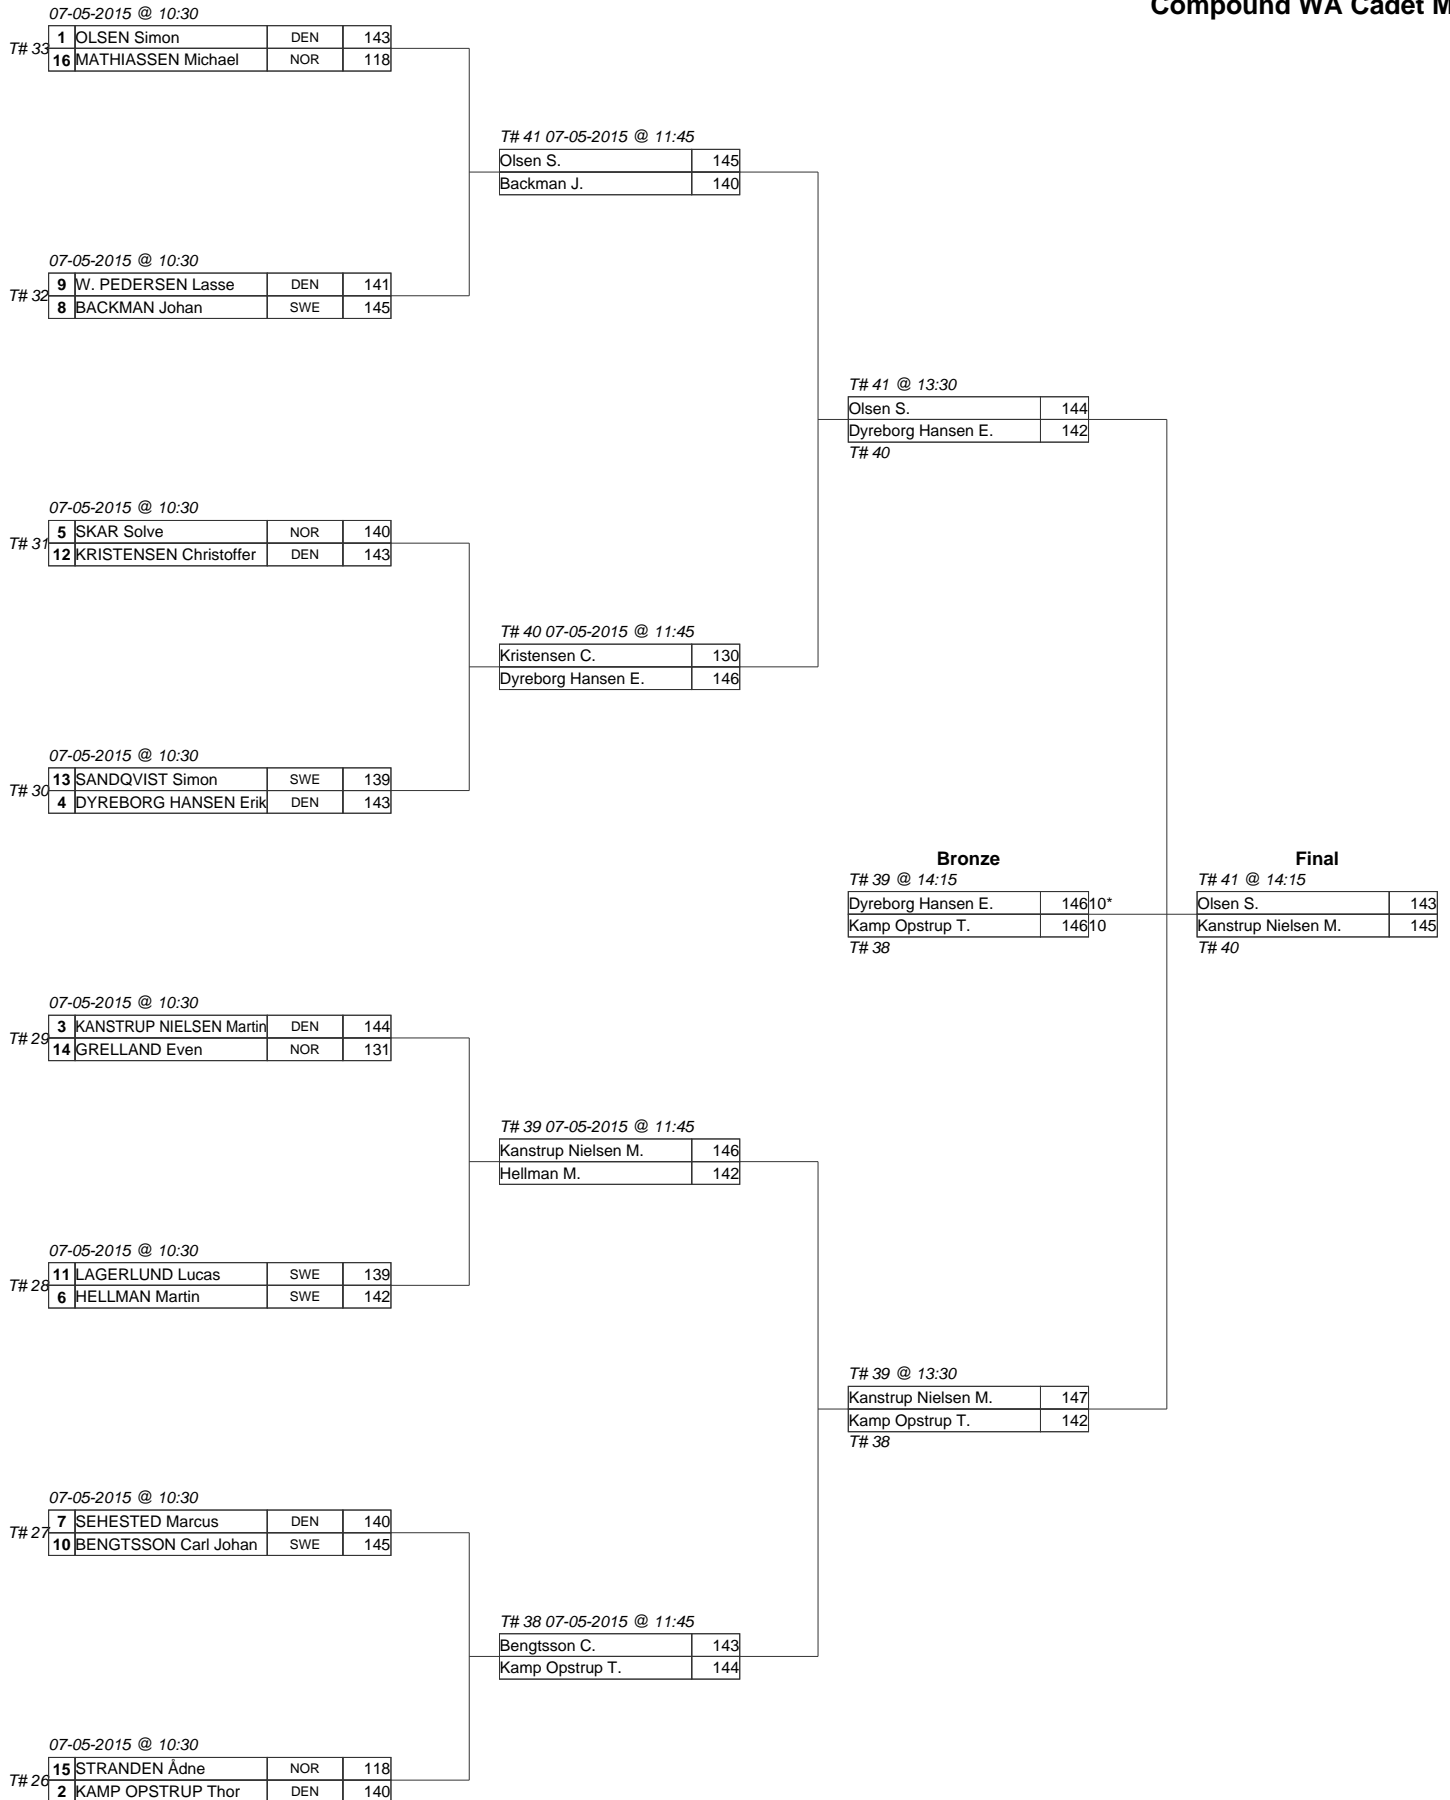 Compound WA Cadet M
07-05-2015 @ 10:30
T# 33
1 OLSEN Simon DEN 143
16 MATHIASSEN Michael NOR 118
T# 41 07-05-2015 @ 11:45
Olsen S. 145
Backman J. 140
07-05-2015 @ 10:30
T# 32
9 W. PEDERSEN Lasse DEN 141
8 BACKMAN Johan SWE 145
T# 41 @ 13:30
Olsen S. 144
Dyreborg Hansen E. 142
T# 40
07-05-2015 @ 10:30
T# 31
5 SKAR Solve NOR 140
12 KRISTENSEN Christoffer DEN 143
T# 40 07-05-2015 @ 11:45
Kristensen C. 130
Dyreborg Hansen E. 146
07-05-2015 @ 10:30
T# 30
13 SANDQVIST Simon SWE 139
4 DYREBORG HANSEN Erik DEN 143
Bronze
T# 39 @ 14:15
Dyreborg Hansen E. 146 10*
Kamp Opstrup T. 146 10
T# 38
Final
T# 41 @ 14:15
Olsen S. 143
Kanstrup Nielsen M. 145
T# 40
07-05-2015 @ 10:30
T# 29
3 KANSTRUP NIELSEN Martin DEN 144
14 GRELLAND Even NOR 131
T# 39 07-05-2015 @ 11:45
Kanstrup Nielsen M. 146
Hellman M. 142
07-05-2015 @ 10:30
T# 28
11 LAGERLUND Lucas SWE 139
6 HELLMAN Martin SWE 142
T# 39 @ 13:30
Kanstrup Nielsen M. 147
Kamp Opstrup T. 142
T# 38
07-05-2015 @ 10:30
T# 27
7 SEHESTED Marcus DEN 140
10 BENGTSSON Carl Johan SWE 145
T# 38 07-05-2015 @ 11:45
Bengtsson C. 143
Kamp Opstrup T. 144
07-05-2015 @ 10:30
T# 26
15 STRANDEN Ådne NOR 118
2 KAMP OPSTRUP Thor DEN 140